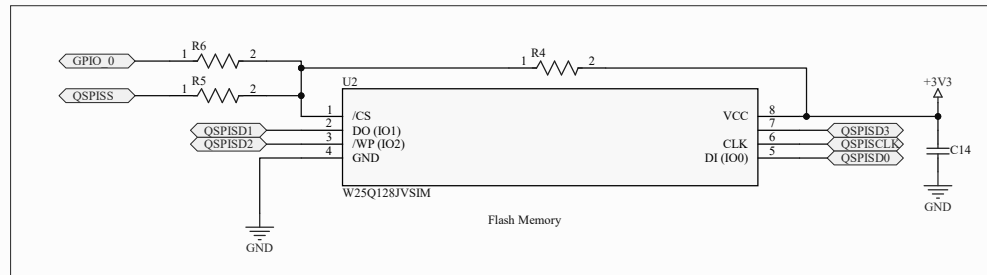 R6
GPIO_0 1 2
R4
1 2
R5
QSPISS 1 2
U2
+3V3
1 /CS VCC 8
QSPISD1 2 DO (IO1) 7 QSPISD3
QSPISD2 3 /WP (IO2) CLK 6 QSPISCLK
4 GND DI (IO0) 5 QSPISD0
C14
W25Q128JVSIM
GND
Flash Memory
GND